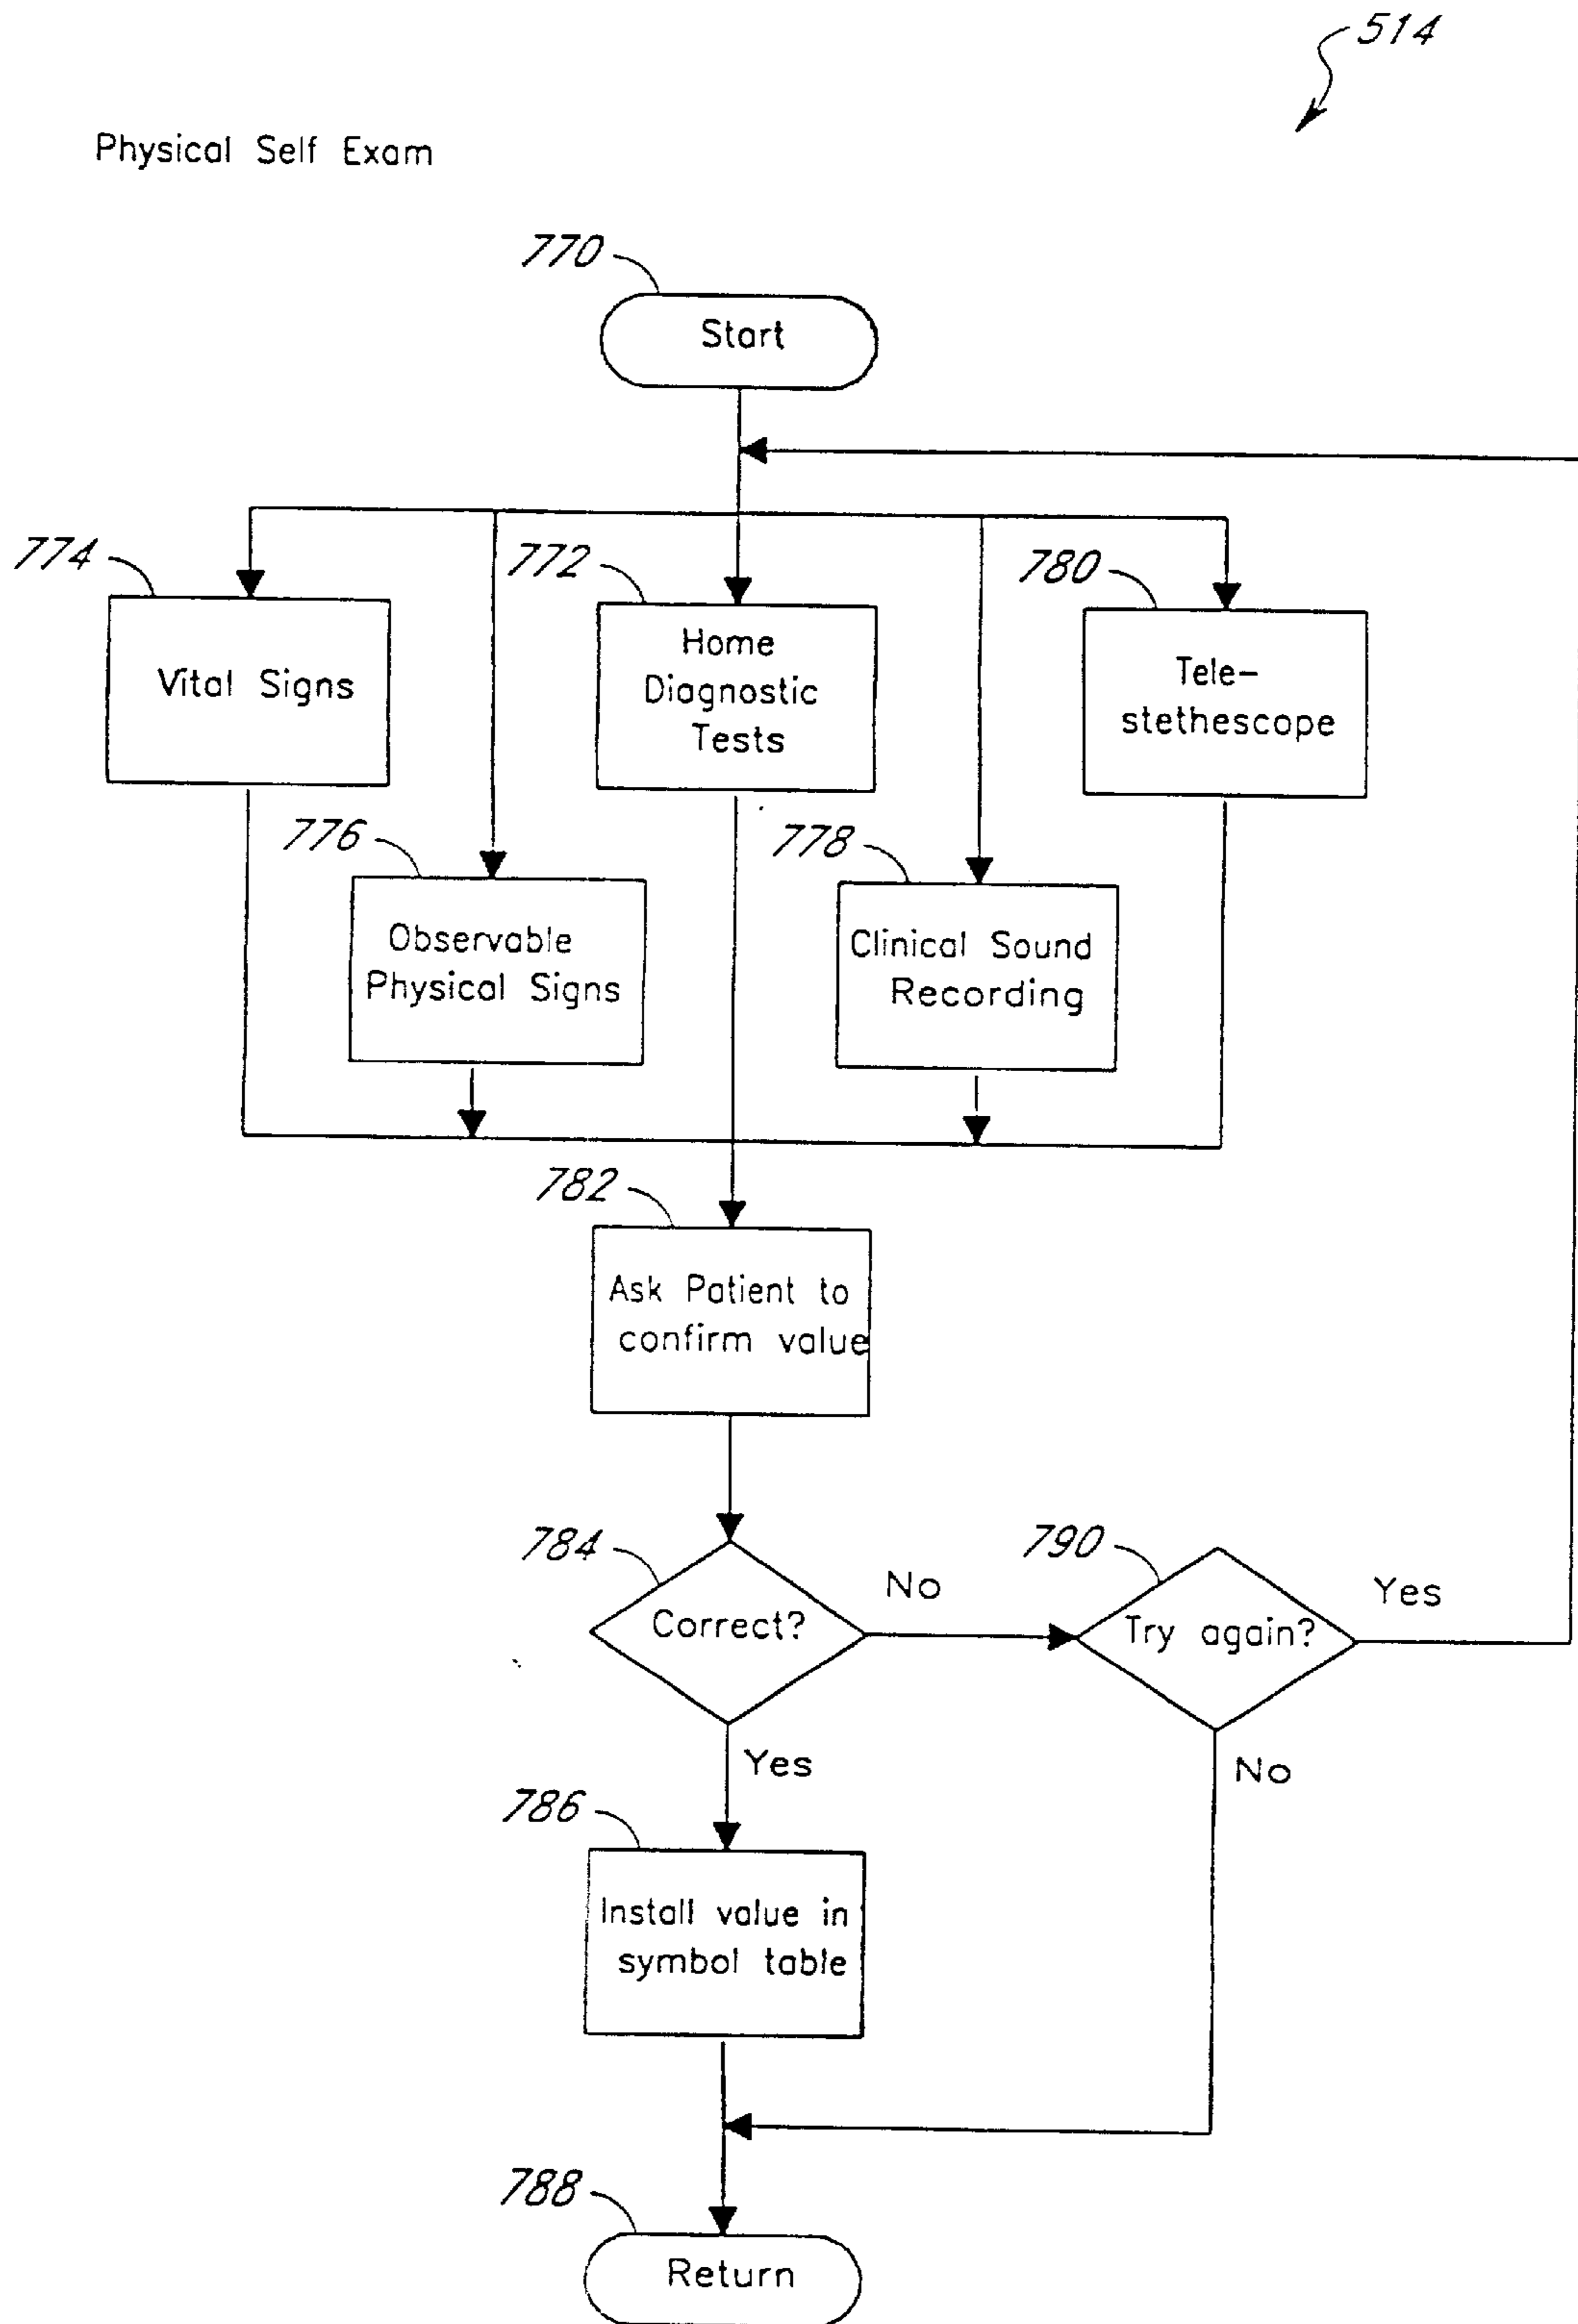 514
Physical Self Exam
770
Start
774
772
780
Vital Signs
Home
Diagnostic
Tests
Tele-
stethescope
776
778
Observable
Physical Signs
Clinical Sound
Recording
782
Ask Patient to
confirm value
784
Correct?
No
790
Try again?
Yes
Yes
No
786
Install value in
symbol table
788
Return